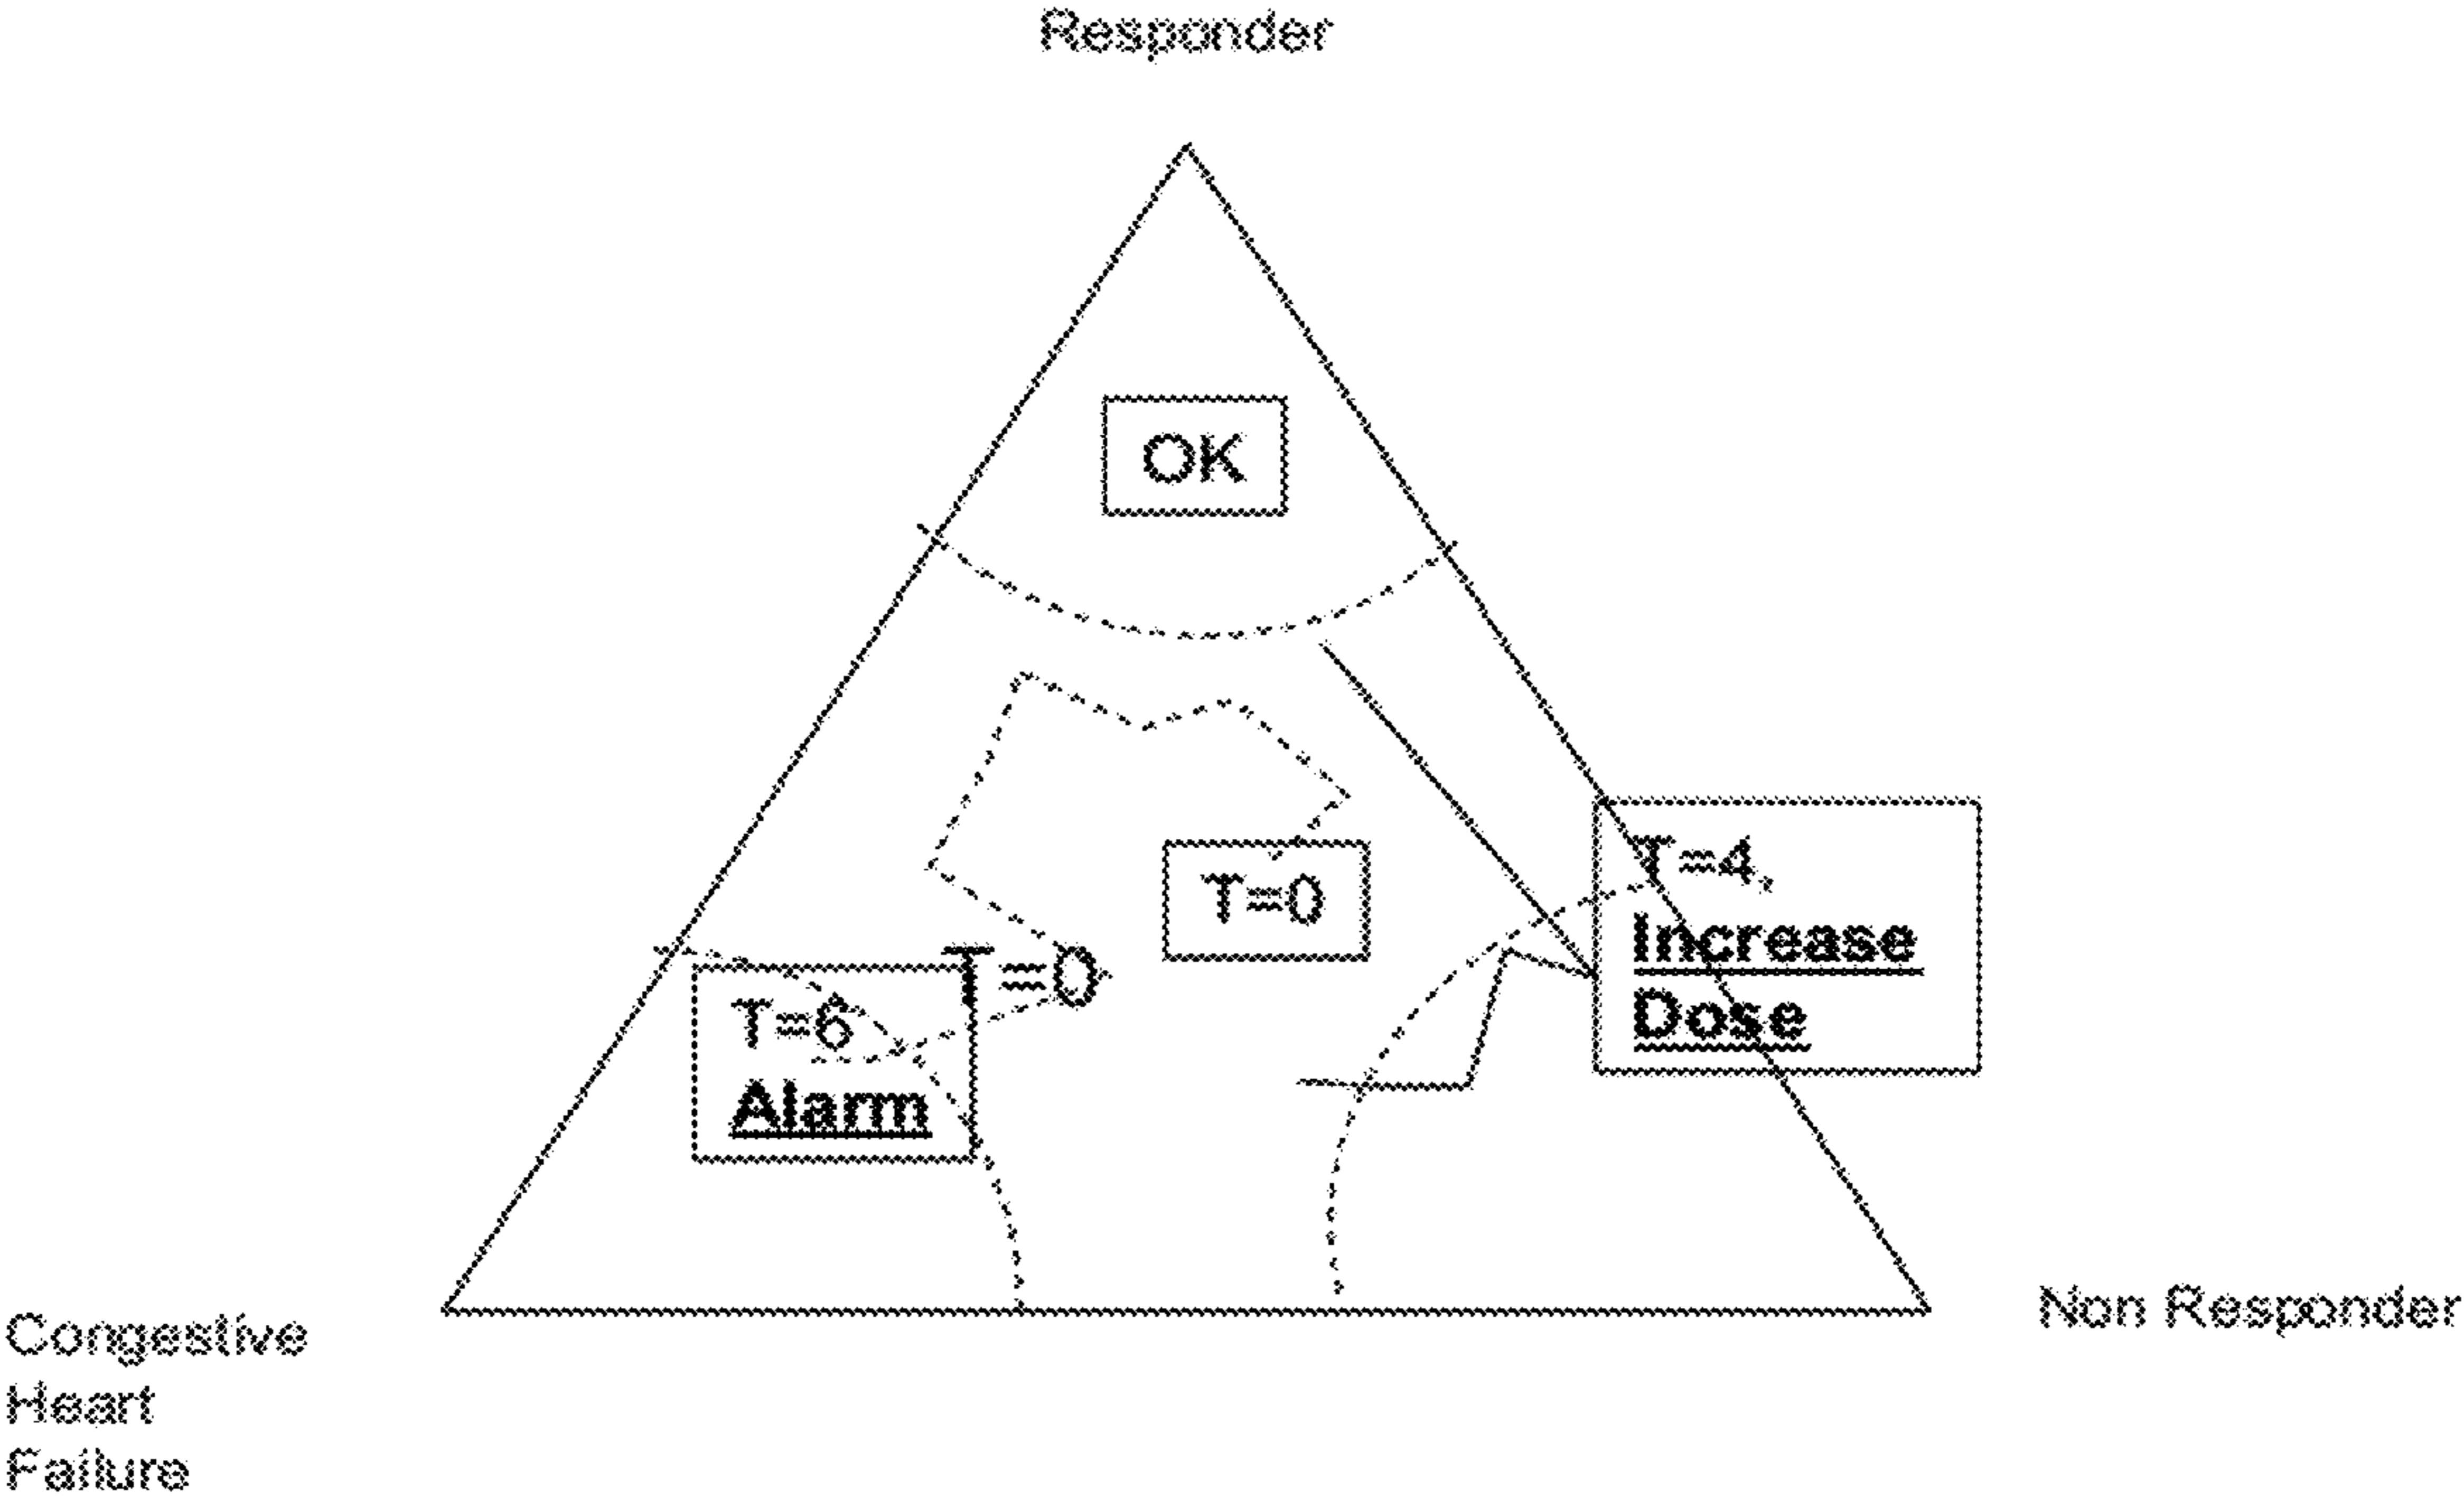 Responder
OK
T=0
T=4,
Increase
Dose
T=0
T=6
Alarm
Congestive
Heart
Failure
Non Responder